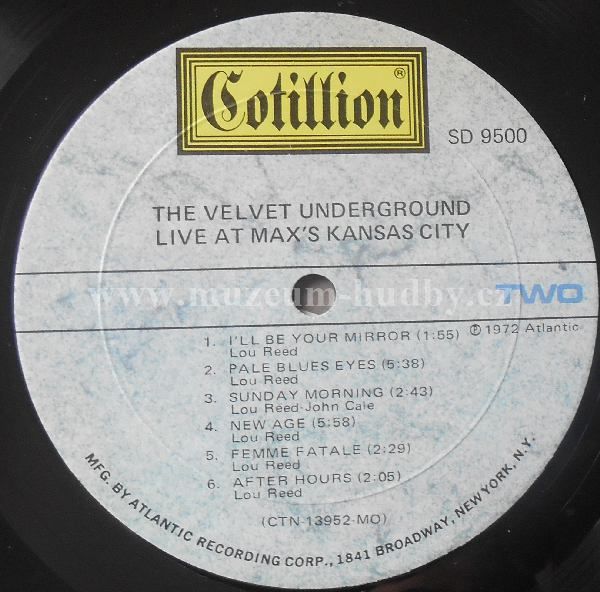 Cotillion®
SD 9500
THE VELVET UNDERGROUND
LIVE AT MAX'S KANSAS CITY
www.muzeum-hudby.cz
TWO
1. I'LL BE YOUR MIRROR (1:55)
Lou Reed
℗ 1972 Atlantic
2. PALE BLUES EYES (5:38)
Lou Reed
3. SUNDAY MORNING (2:43)
Lou Reed-John Cale
4. NEW AGE (5:58)
Lou Reed
5. FEMME FATALE (2:29)
Lou Reed
6. AFTER HOURS (2:05)
Lou Reed
(CTN-13952-MO)
MFG. BY ATLANTIC RECORDING CORP., 1841 BROADWAY, NEW YORK, N.Y.